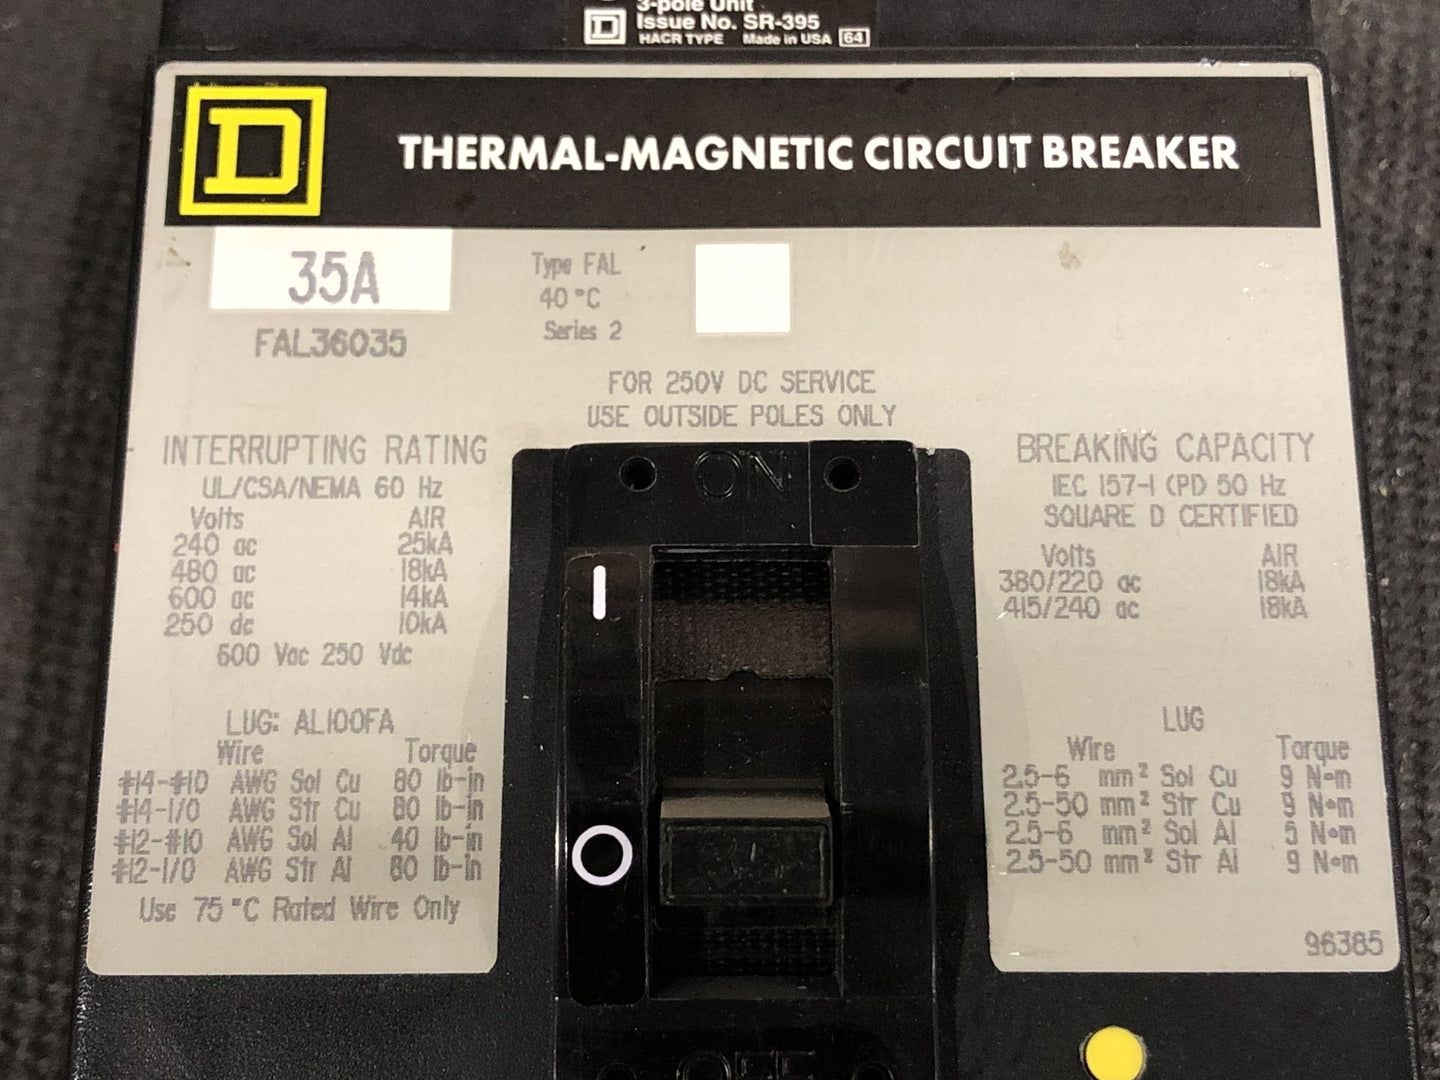 3-pole Unit
Issue No. SR-395
HACR TYPE Made in USA 64
D
D THERMAL-MAGNETIC CIRCUIT BREAKER
35A
FAL36035
Type FAL
40 °C
Series 2
FOR 250V DC SERVICE
USE OUTSIDE POLES ONLY
INTERRUPTING RATING
UL/CSA/NEMA 60 Hz
Volts AIR
240 ac 25kA
480 ac 18kA
600 ac 14kA
250 dc 10kA
600 Vac 250 Vdc
LUG: AL100FA
Wire Torque
#14-#10 AWG Sol Cu 80 lb-in
#14-1/0 AWG Str Cu 80 lb-in
#12-#10 AWG Sol Al 40 lb-in
#12-1/0 AWG Str Al 80 lb-in
Use 75 °C Rated Wire Only
ON
I
O
OFF
BREAKING CAPACITY
IEC 157-1 (PD 50 Hz
SQUARE D CERTIFIED
Volts AIR
380/220 ac 18kA
415/240 ac 18kA
LUG
Wire Torque
2.5-6 mm² Sol Cu 9 N•m
2.5-50 mm² Str Cu 9 N•m
2.5-6 mm² Sol Al 5 N•m
2.5-50 mm² Str Al 9 N•m
96385